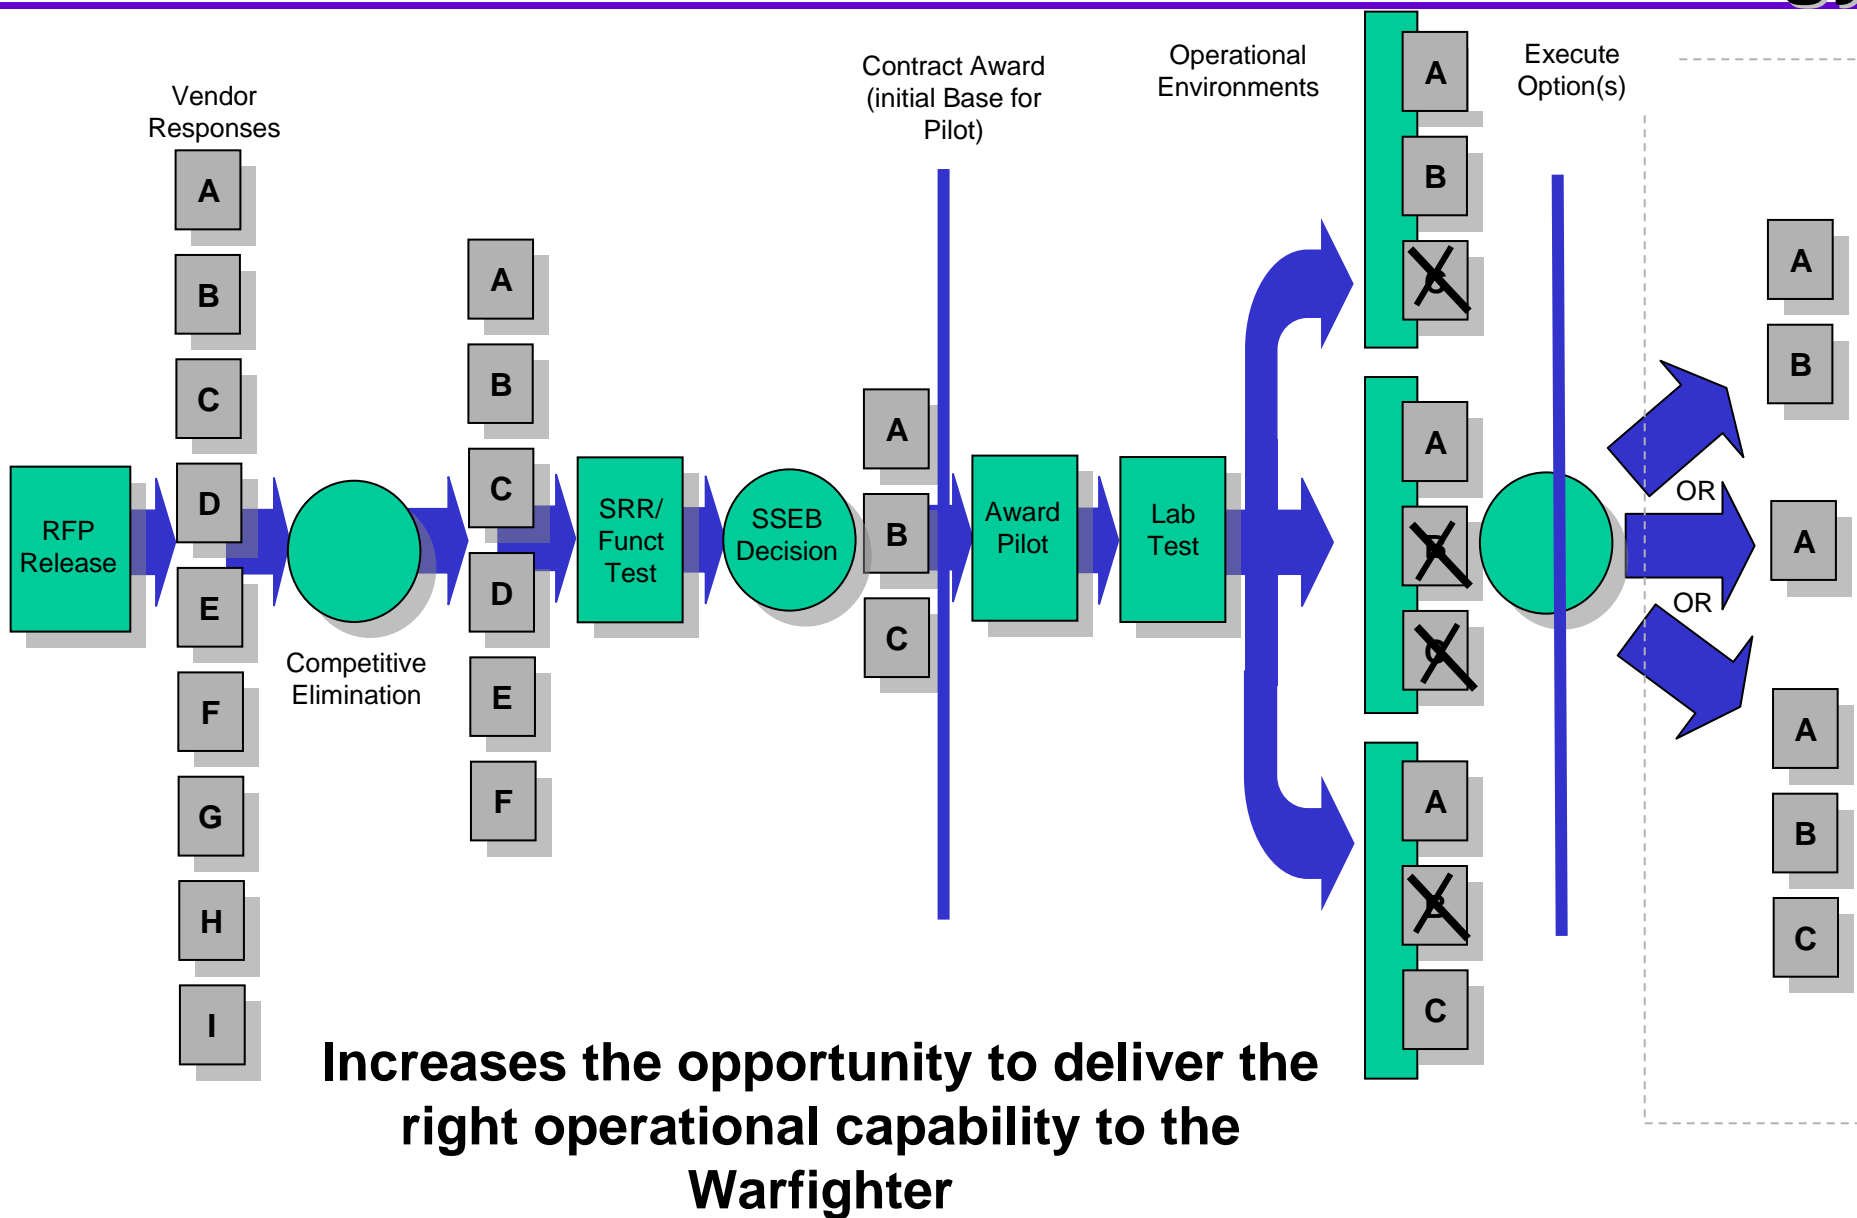 Vendor
Responses
A
B
C
D
E
F
G
H
I
RFP
Release
Competitive
Elimination
A
B
C
D
E
F
SRR/
Funct
Test
SSEB
Decision
Contract Award
(initial Base for
Pilot)
A
B
C
Award
Pilot
Lab
Test
Operational
Environments
A
B
C
A
B
C
A
B
C
Execute
Option(s)
OR
OR
A
B
A
A
B
C
Increases the opportunity to deliver the
right operational capability to the
Warfighter